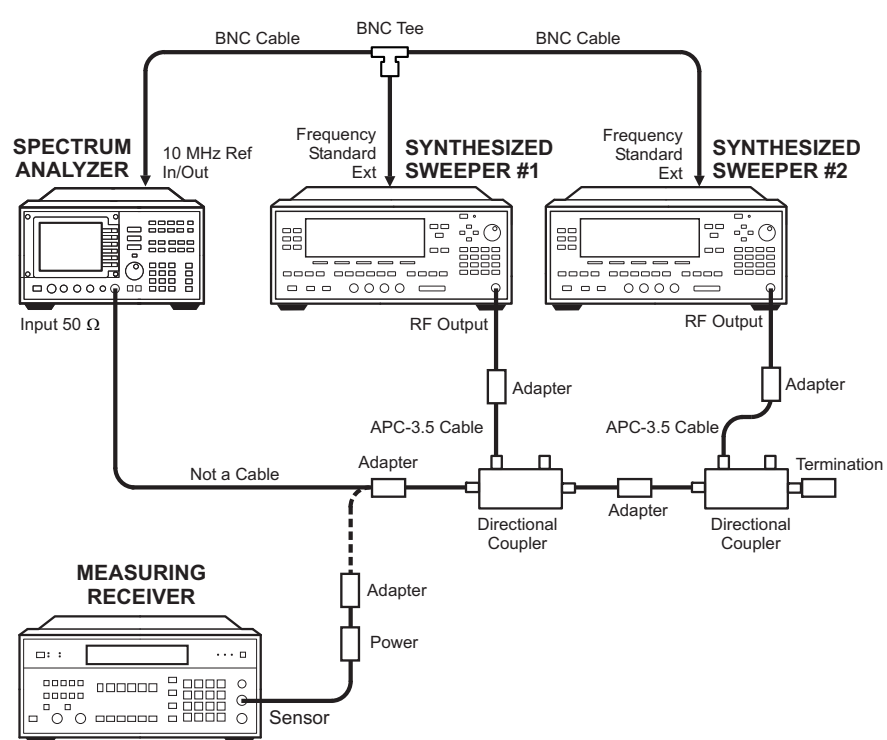 BNC Cable
BNC Tee
BNC Cable
SPECTRUM
ANALYZER
10 MHz Ref
In/Out
Frequency
Standard
Ext
SYNTHESIZED
SWEEPER #1
Frequency
Standard
Ext
SYNTHESIZED
SWEEPER #2
Input 50 Ω
RF Output
RF Output
Adapter
Adapter
APC-3.5 Cable
APC-3.5 Cable
Not a Cable
Adapter
Termination
Adapter
Directional
Coupler
Directional
Coupler
MEASURING
RECEIVER
Adapter
Power
Sensor